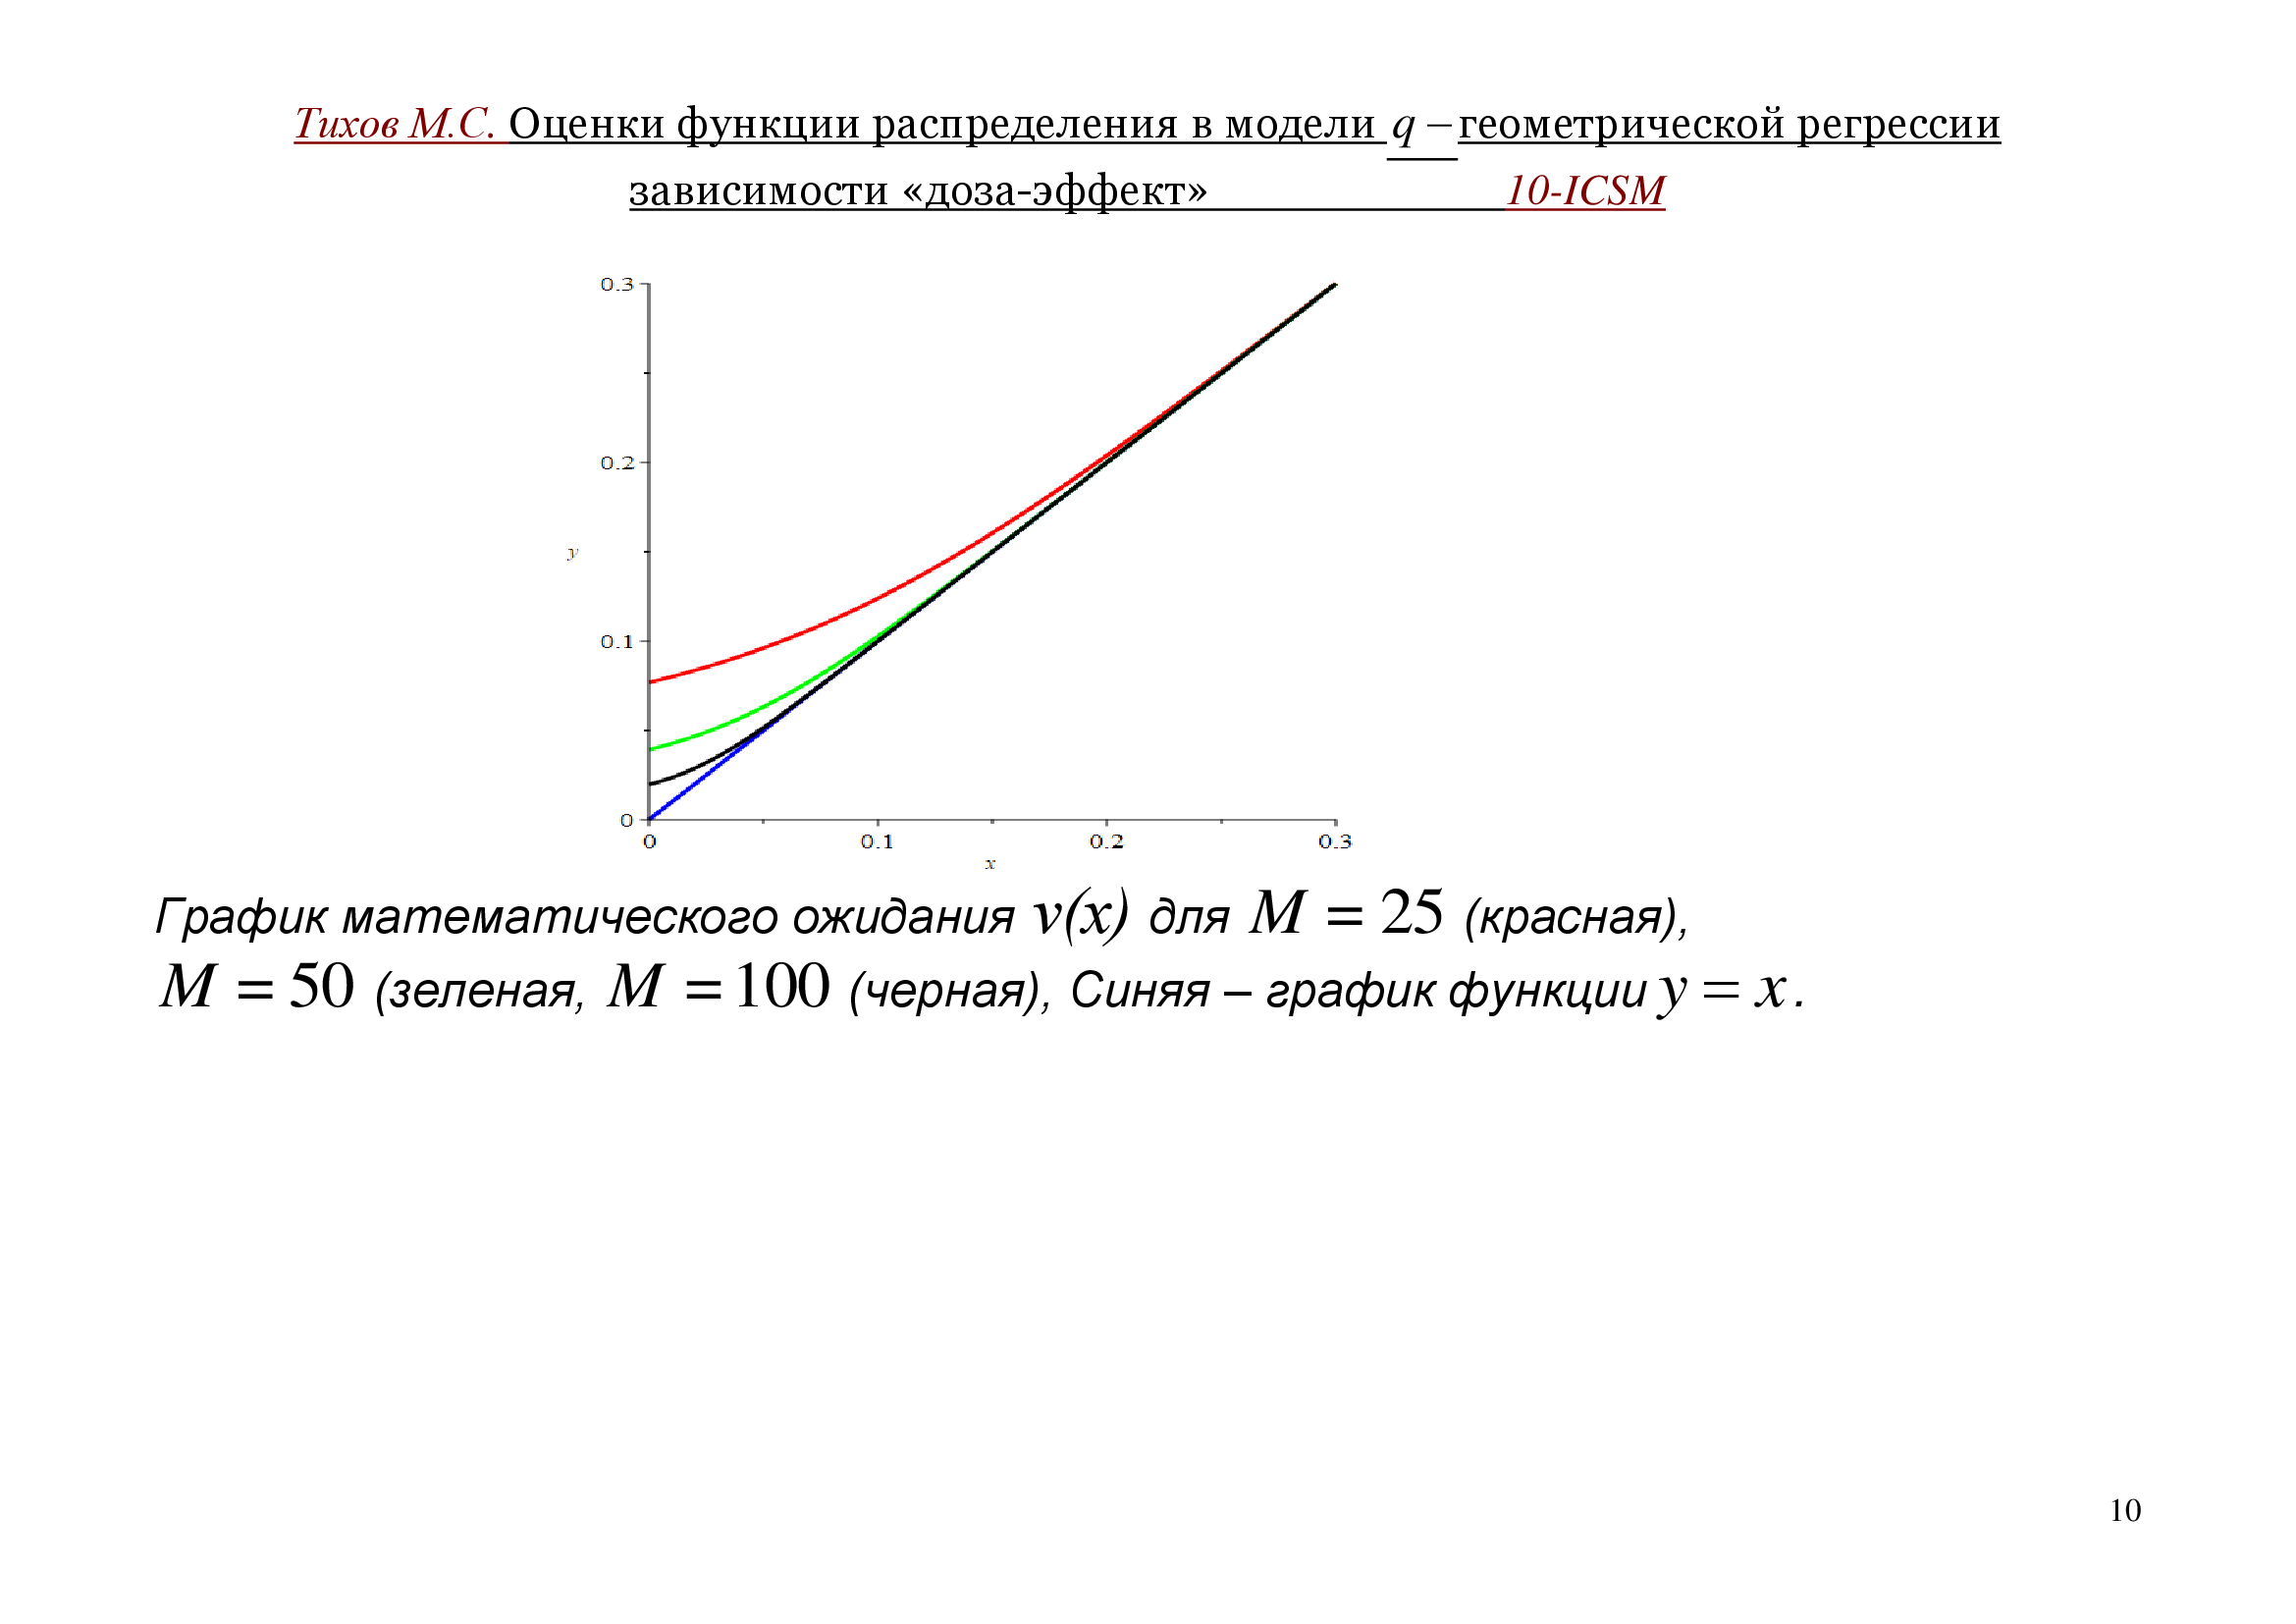 Тихов М.С. Оценки функции распределения в модели q – геометрической регрессии
зависимости «доза-эффект» 10-ICSM
0.3
0.2
y
0.1
0
0 0.1 0.2 0.3
x
График математического ожидания v(x) для M = 25 (красная),
M = 50 (зеленая, M = 100 (черная), Синяя – график функции y = x .
10